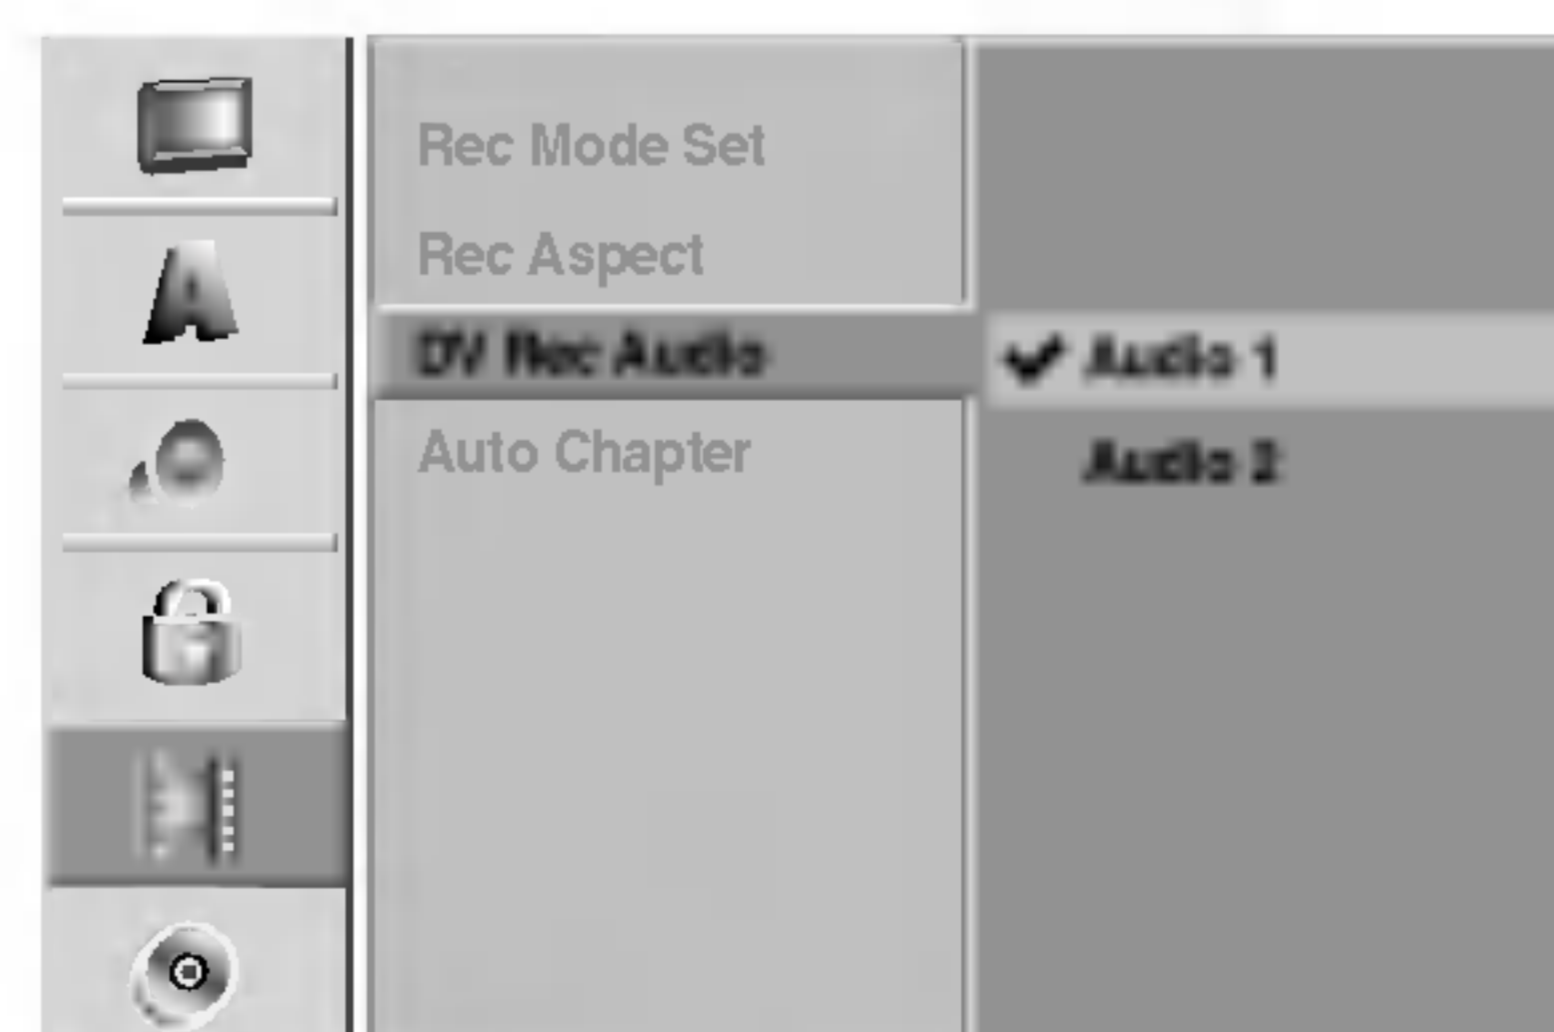 Rec Mode Set
Rec Aspect
DV Rec Audio
Audio 1
Auto Chapter
Audio 2